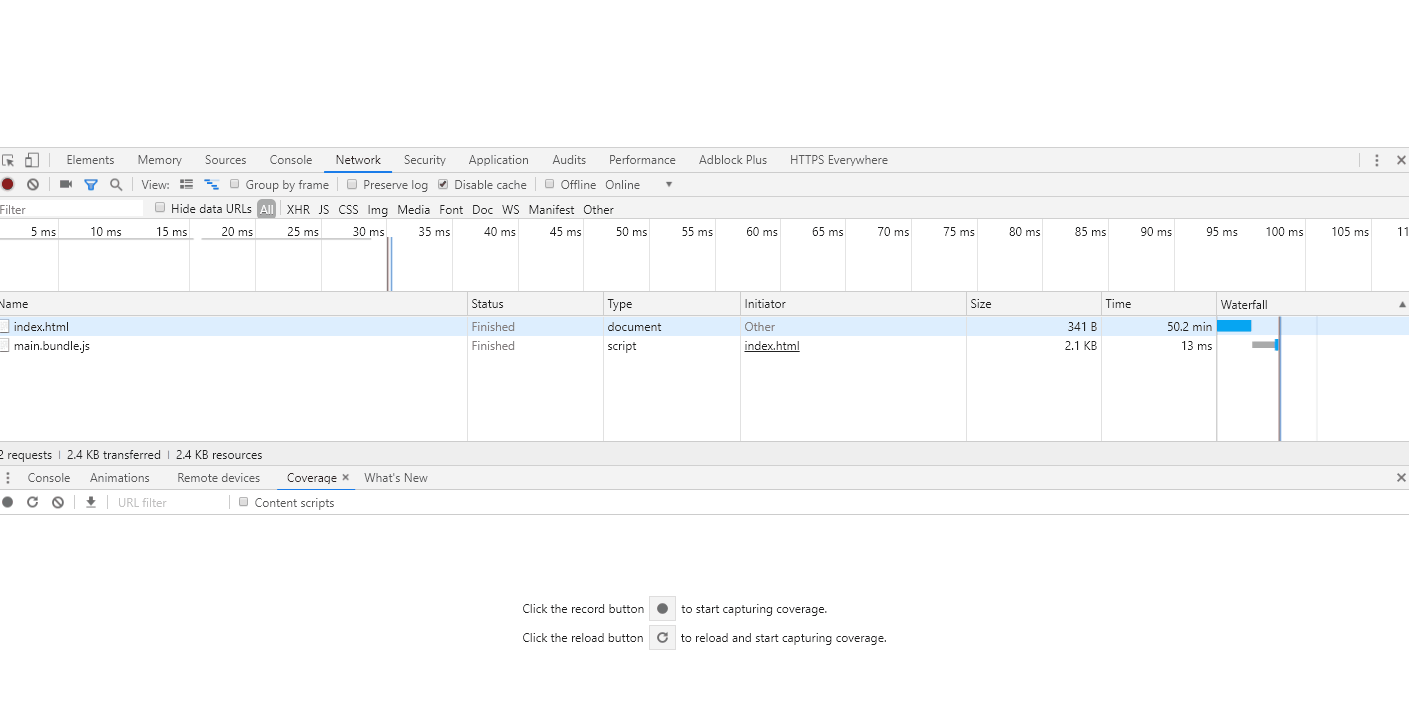 Elements Memory Sources Console Network Security Application Audits Performance Adblock Plus HTTPS Everywhere
View: Group by frame Preserve log Disable cache Offline Online
Filter Hide data URLs All XHR JS CSS Img Media Font Doc WS Manifest Other
5 ms 10 ms 15 ms 20 ms 25 ms 30 ms 35 ms 40 ms 45 ms 50 ms 55 ms 60 ms 65 ms 70 ms 75 ms 80 ms 85 ms 90 ms 95 ms 100 ms 105 ms 11
Name Status Type Initiator Size Time Waterfall
index.html Finished document Other 341 B 50.2 min
main.bundle.js Finished script index.html 2.1 KB 13 ms
2 requests | 2.4 KB transferred | 2.4 KB resources
Console Animations Remote devices Coverage × What's New
URL filter Content scripts
Click the record button to start capturing coverage.
Click the reload button to reload and start capturing coverage.